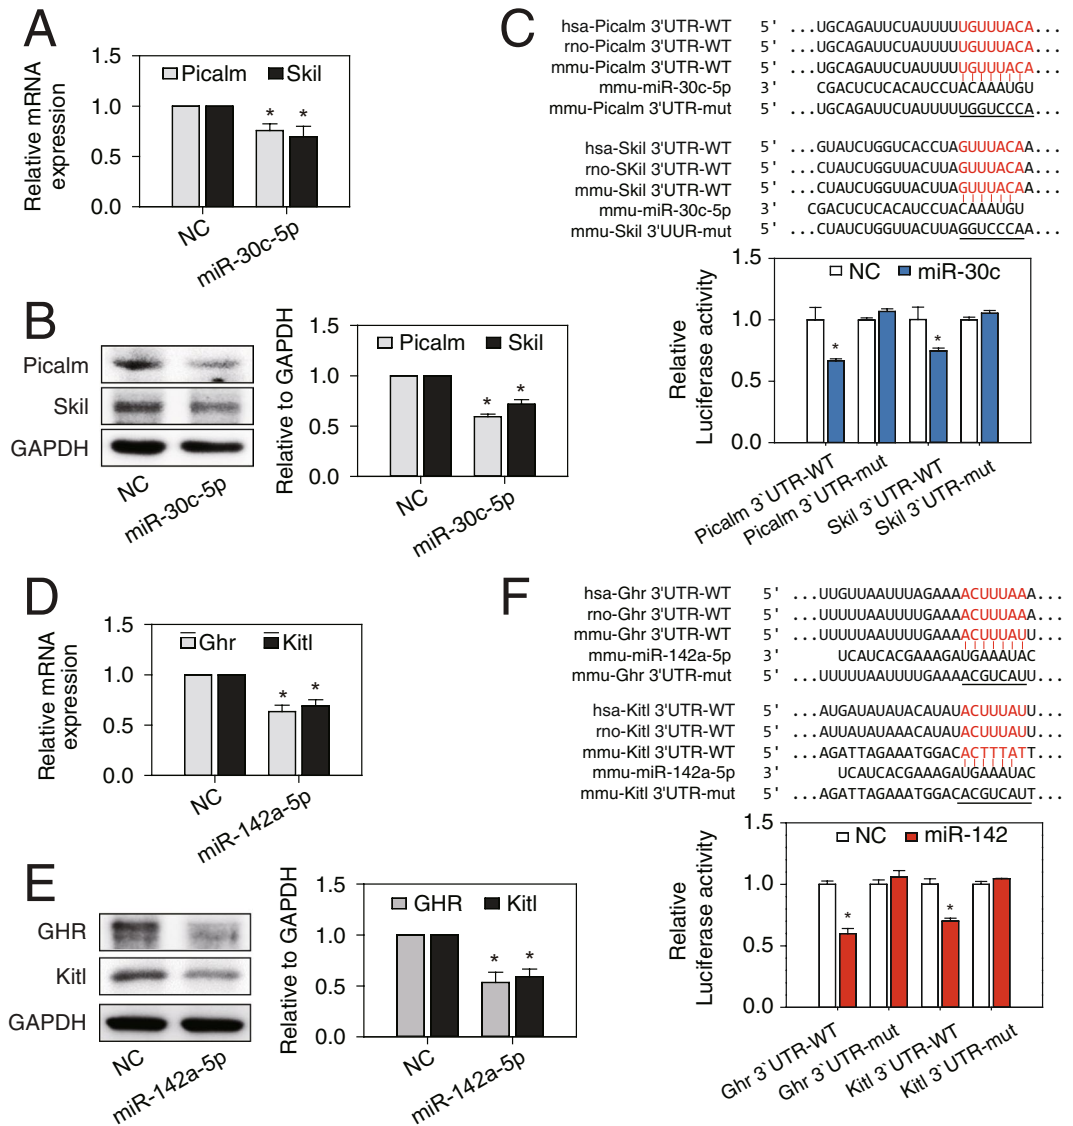 A
1.5
1.0
0.5
0.0
Relative mRNA
expression
Picalm
Skil
*
*
NC
miR-30c-5p
B
Picalm
Skil
GAPDH
NC
miR-30c-5p
Relative to GAPDH
1.5
1.0
0.5
0.0
Picalm
Skil
*
*
NC
miR-30c-5p
C
hsa-Picalm 3'UTR-WT 5' ...UGCAGAUUCUAUUUUUGUUUACA...
rno-Picalm 3'UTR-WT 5' ...UGCAGAUUCUAUUUUUGUUUACA...
mmu-Picalm 3'UTR-WT 5' ...UGCAGAUUCUAUUUUUGUUUACA...
mmu-miR-30c-5p 3' CGACUCUCACAUCCUACAAAUGU
mmu-Picalm 3'UTR-mut 5' ...UGCAGAUUCUAUUUUUGGUCCCA...
hsa-Skil 3'UTR-WT 5' ...GUAUCUGGUCACCUAGUUUACAA...
rno-SKil 3'UTR-WT 5' ...CUAUCUGGUUACUUAGUUUACAA...
mmu-Skil 3'UTR-WT 5' ...CUAUCUGGUUACUUAGUUUACAA...
mmu-miR-30c-5p 3' CGACUCUCACAUCCUACAAAUGU
mmu-Skil 3'UUR-mut 5' ...CUAUCUGGUUACUUAGGUCCCAA...
Relative
Luciferase activity
1.5
1.0
0.5
0.0
NC
miR-30c
*
*
Picalm 3`UTR-WT
Picalm 3`UTR-mut
Skil 3`UTR-WT
Skil 3`UTR-mut
D
Relative mRNA
expression
1.5
1.0
0.5
0.0
Ghr
Kitl
*
*
NC
miR-142a-5p
E
GHR
Kitl
GAPDH
NC
miR-142a-5p
Relative to GAPDH
1.5
1.0
0.5
0.0
GHR
Kitl
*
*
NC
miR-142a-5p
F
hsa-Ghr 3'UTR-WT 5' ...UUGUUAAUUUAGAAAACUUUAAA...
rno-Ghr 3'UTR-WT 5' ...UUUUUAAUUUUGAAAACUUUAAA...
mmu-Ghr 3'UTR-WT 5' ...UUUUUAAUUUUGAAAACUUUAUU...
mmu-miR-142a-5p 3' UCAUCACGAAAGAUGAAAUAC
mmu-Ghr 3'UTR-mut 5' ...UUUUUAAUUUUGAAAACGUCAUU...
hsa-Kitl 3'UTR-WT 5' ...AUGAUAUAUACAUAUACUUUAUU...
rno-Kitl 3'UTR-WT 5' ...AUUAUAUAAACAUAUACUUUAUU...
mmu-Kitl 3'UTR-WT 5' ...AGATTAGAAATGGACACTTTATT...
mmu-miR-142a-5p 3' UCAUCACGAAAGAUGAAAUAC
mmu-Kitl 3'UTR-mut 5' ...AGATTAGAAATGGACACGUCAUT...
Relative
Luciferase activity
1.5
1.0
0.5
0.0
NC
miR-142
*
*
Ghr 3`UTR-WT
Ghr 3`UTR-mut
Kitl 3`UTR-WT
Kitl 3`UTR-mut